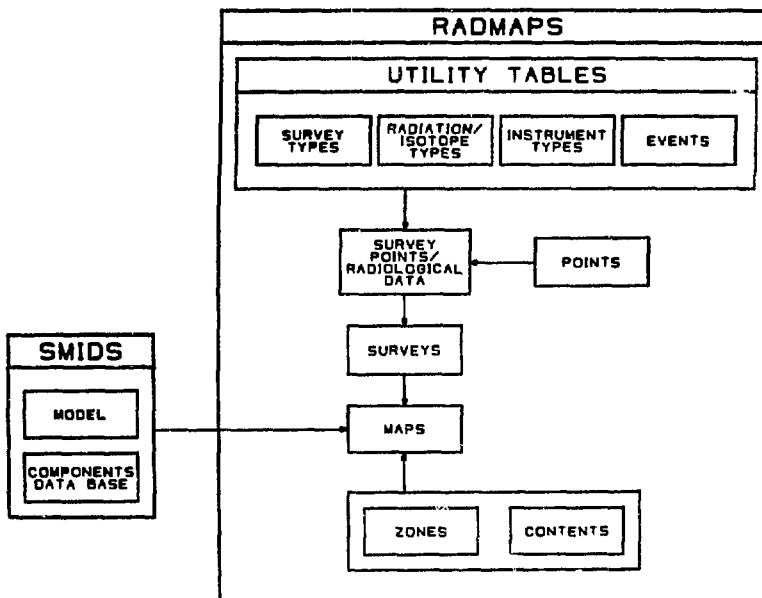 RADMAPS
UTILITY TABLES
SURVEY
TYPES
RADIATION/
ISOTOPE
TYPES
INSTRUMENT
TYPES
EVENTS
SURVEY
POINTS/
RADIOLOGICAL
DATA
POINTS
SURVEYS
SMIDS
MODEL
COMPONENTS
DATA BASE
MAPS
ZONES
CONTENTS